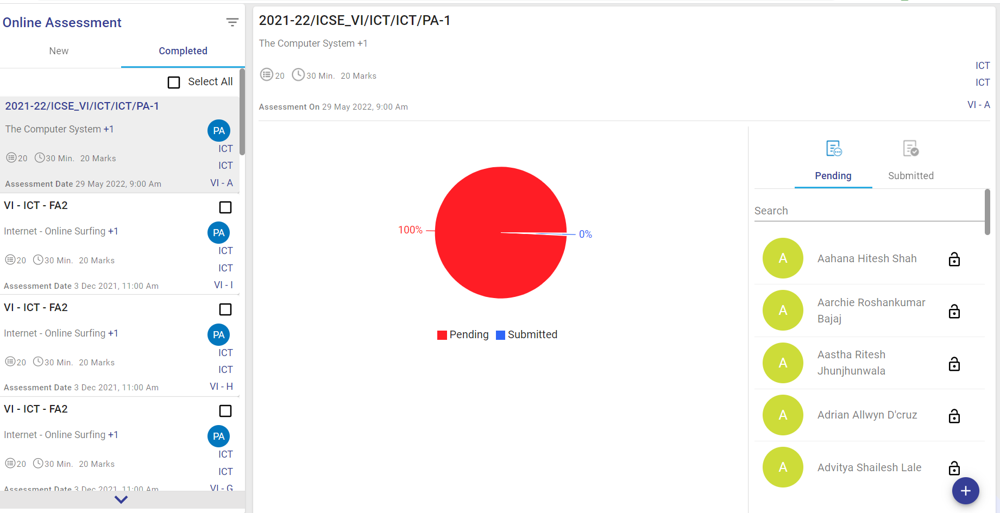 Online Assessment
New
Completed
Select All
2021-22/ICSE_VI/ICT/ICT/PA-1
The Computer System +1
PA
ICT
20 30 Min. 20 Marks
ICT
Assessment Date 29 May 2022, 9:00 Am
VI - A
VI - ICT - FA2
Internet - Online Surfing +1
PA
ICT
20 30 Min. 20 Marks
ICT
Assessment Date 3 Dec 2021, 11:00 Am
VI - I
VI - ICT - FA2
Internet - Online Surfing +1
PA
ICT
20 30 Min. 20 Marks
ICT
Assessment Date 3 Dec 2021, 11:00 Am
VI - H
VI - ICT - FA2
Internet - Online Surfing +1
PA
ICT
20 30 Min. 20 Marks
ICT
Assessment Date 3 Dec 2021, 11:00 Am
VI - G
2021-22/ICSE_VI/ICT/ICT/PA-1
The Computer System +1
ICT
20 30 Min. 20 Marks
ICT
Assessment On 29 May 2022, 9:00 Am
VI - A
100%
0%
Pending Submitted
Pending
Submitted
Search
A
Aahana Hitesh Shah
A
Aarchie Roshankumar
Bajaj
A
Aastha Ritesh
Jhunjhunwala
A
Adrian Allwyn D'cruz
A
Advitya Shailesh Lale